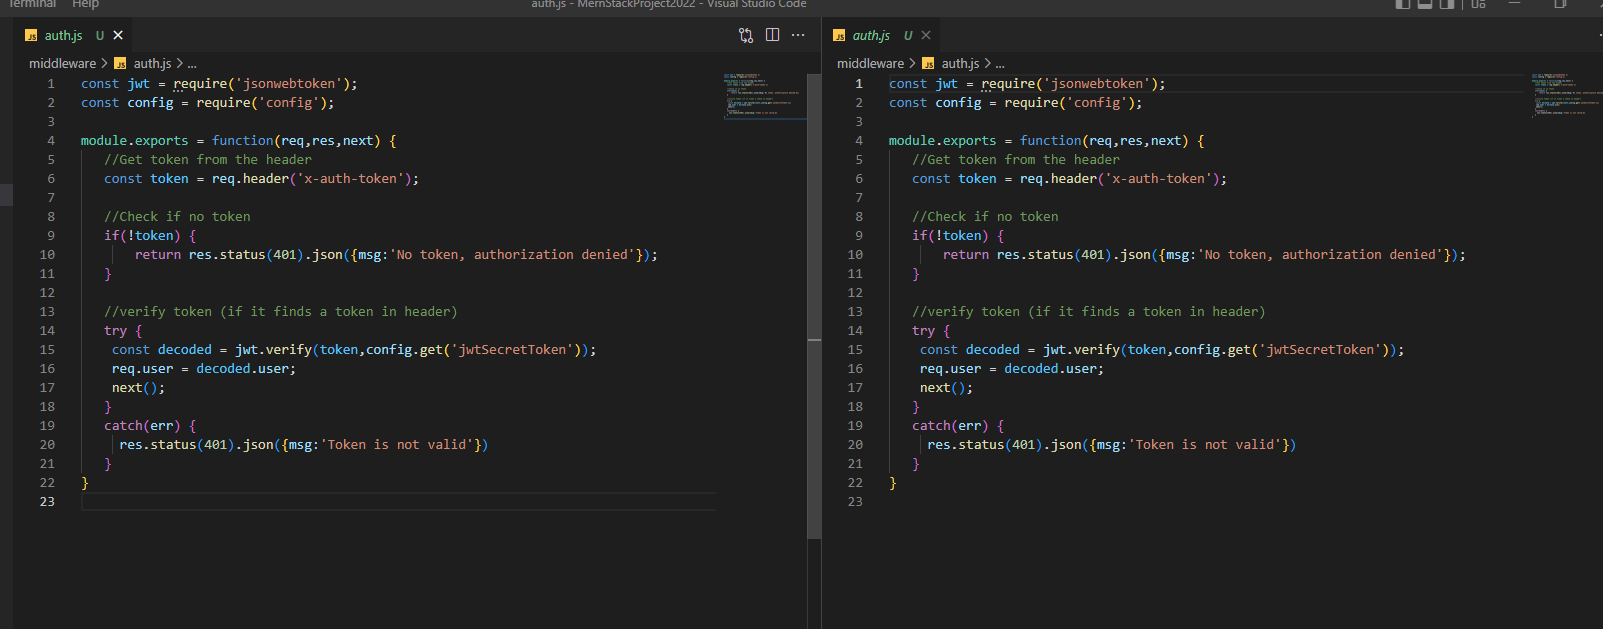 Terminal Help
auth.js - MernStackProject2022 - Visual Studio Code
JS auth.js U
middleware > JS auth.js > ...
1 const jwt = require('jsonwebtoken');
2 const config = require('config');
3
4 module.exports = function(req,res,next) {
5 //Get token from the header
6 const token = req.header('x-auth-token');
7
8 //Check if no token
9 if(!token) {
10 return res.status(401).json({msg:'No token, authorization denied'});
11 }
12
13 //verify token (if it finds a token in header)
14 try {
15 const decoded = jwt.verify(token,config.get('jwtSecretToken'));
16 req.user = decoded.user;
17 next();
18 }
19 catch(err) {
20 res.status(401).json({msg:'Token is not valid'})
21 }
22 }
23
JS auth.js U
middleware > JS auth.js > ...
1 const jwt = require('jsonwebtoken');
2 const config = require('config');
3
4 module.exports = function(req,res,next) {
5 //Get token from the header
6 const token = req.header('x-auth-token');
7
8 //Check if no token
9 if(!token) {
10 return res.status(401).json({msg:'No token, authorization denied'});
11 }
12
13 //verify token (if it finds a token in header)
14 try {
15 const decoded = jwt.verify(token,config.get('jwtSecretToken'));
16 req.user = decoded.user;
17 next();
18 }
19 catch(err) {
20 res.status(401).json({msg:'Token is not valid'})
21 }
22 }
23